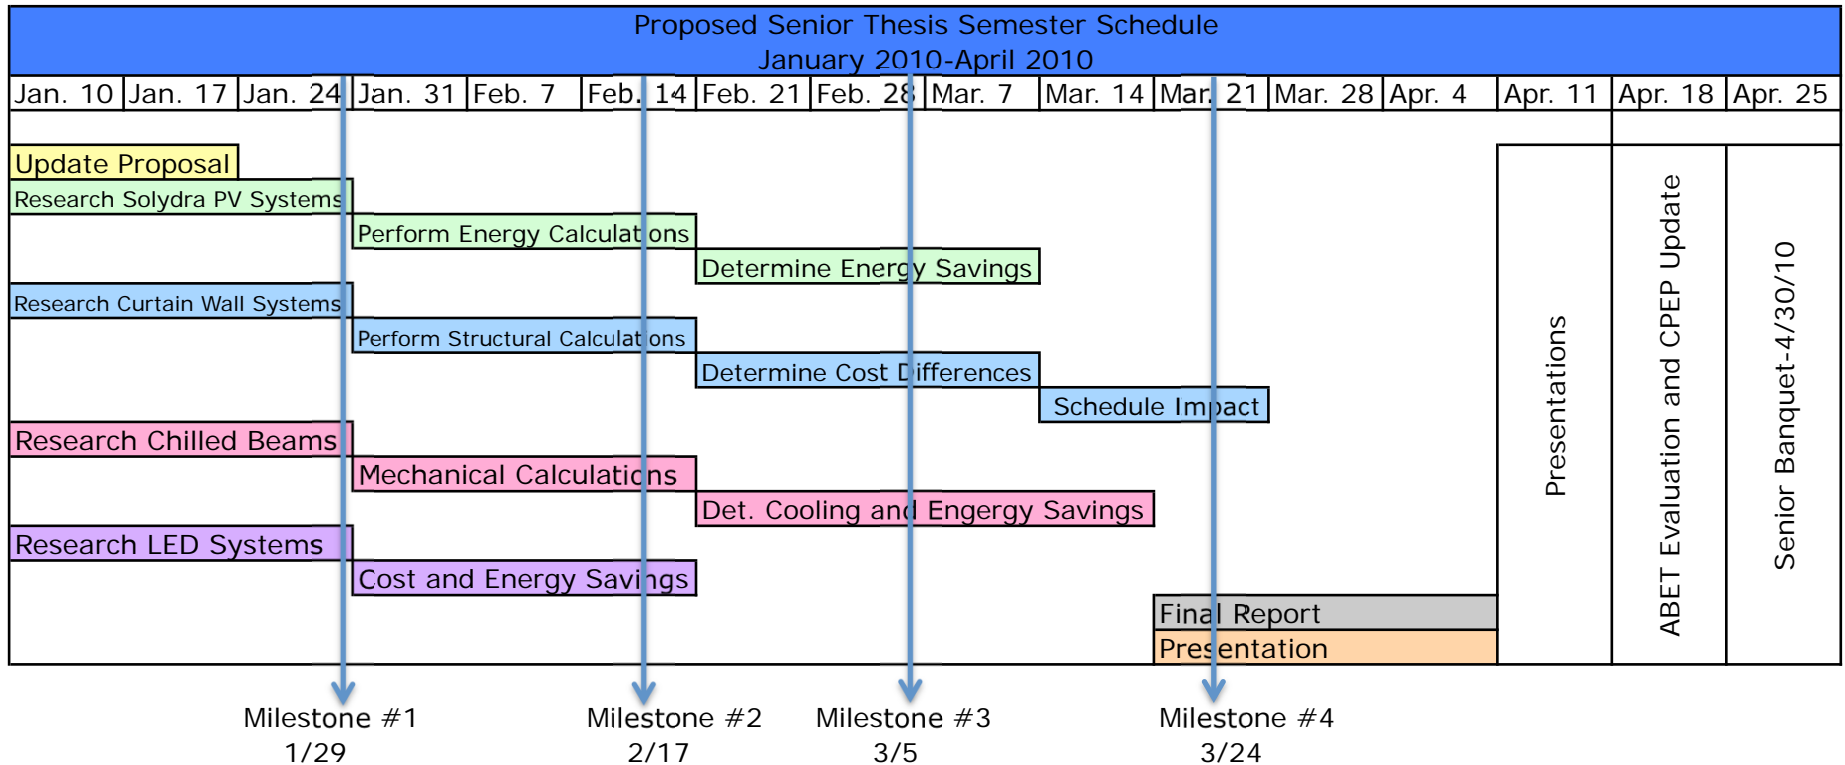 Proposed Senior Thesis Semester Schedule
January 2010-April 2010
Jan. 10 Jan. 17 Jan. 24 Jan. 31 Feb. 7 Feb. 14 Feb. 21 Feb. 28 Mar. 7 Mar. 14 Mar. 21 Mar. 28 Apr. 4 Apr. 11 Apr. 18 Apr. 25
Update Proposal
Research Solydra PV Systems
Perform Energy Calculations
Determine Energy Savings
Research Curtain Wall Systems
Perform Structural Calculations
Determine Cost Differences
Schedule Impact
Research Chilled Beams
Mechanical Calculations
Det. Cooling and Engergy Savings
Research LED Systems
Cost and Energy Savings
Final Report
Presentation
Presentations
ABET Evaluation and CPEP Update
Senior Banquet-4/30/10
Milestone #1
1/29
Milestone #2
2/17
Milestone #3
3/5
Milestone #4
3/24